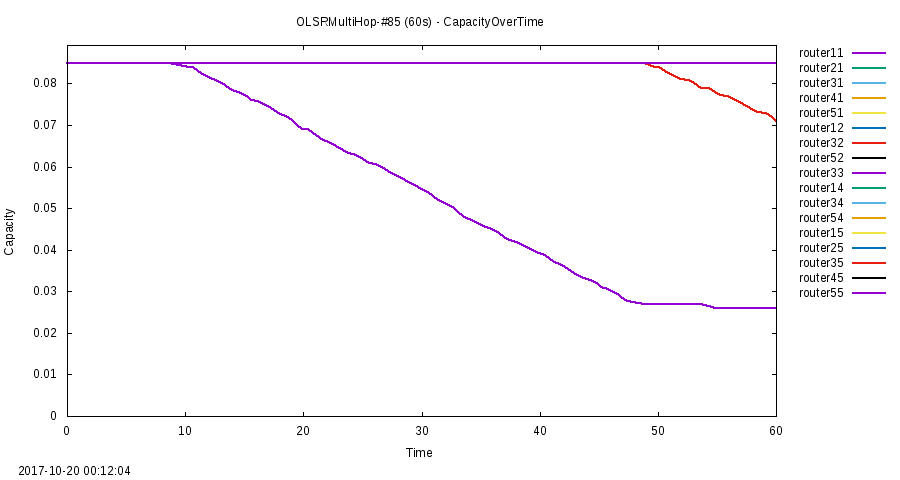 OLSRMultiHop-#85 (60s) - CapacityOverTime
router11
router21
router31
router41
router51
router12
router32
router52
router33
router14
router34
router54
router15
router25
router35
router45
router55
0.08
0.07
0.06
0.05
0.04
0.03
0.02
0.01
0
Capacity
0 10 20 30 40 50 60
Time
2017-10-20 00:12:04